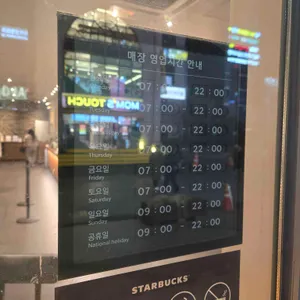 매장 영업시간 안내
07 : 00 - 22 : 00
07 : 00 - 22 : 00
07 : 00 - 22 : 00
Thursday 07 : 00 - 22 : 00
금요일 Friday 07 : 00 - 22 : 00
토요일 Saturday 07 : 00 - 22 : 00
일요일 Sunday 09 : 00 - 22 : 00
공휴일 National holiday 09 : 00 - 22 : 00
MOM'S TOUCH
STARBUCKS